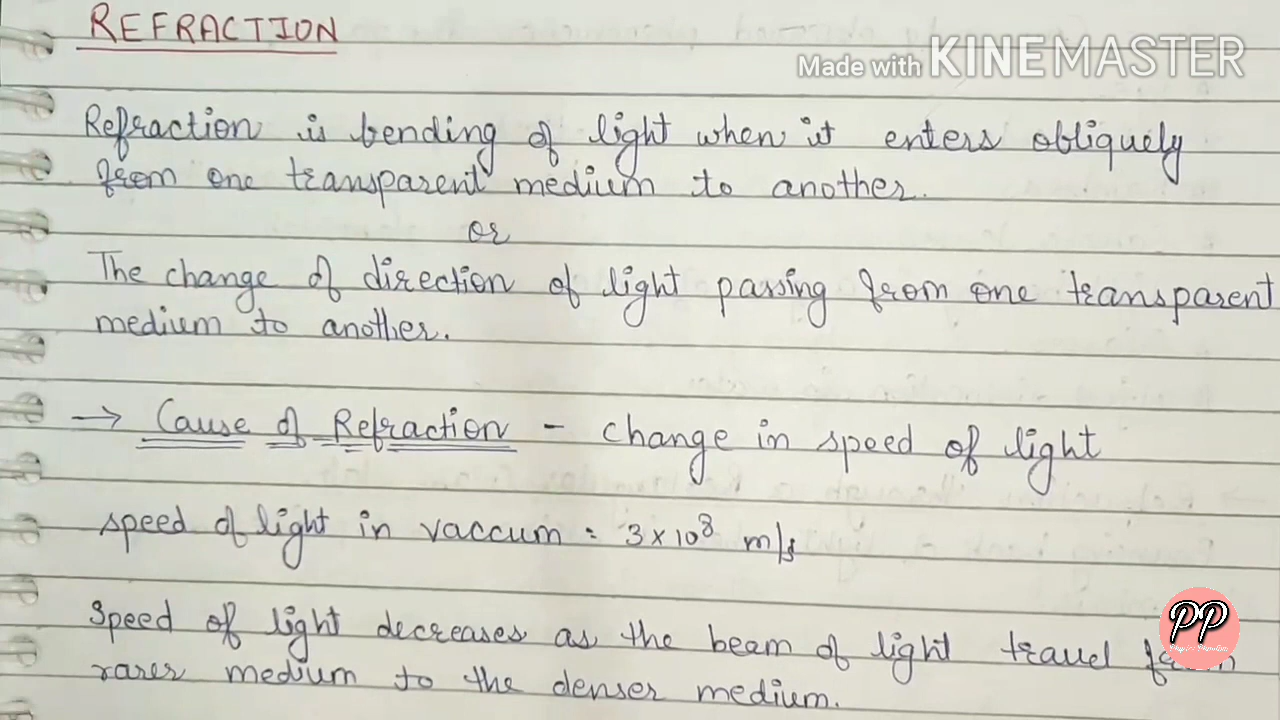 REFRACTION
Made with KINEMASTER
Refraction is bending of light when it enters obliquely
from one transparent medium to another.
or
The change of direction of light passing from one transparent
medium to another.
→ Cause of Refraction - change in speed of light
speed of light in vaccum = 3×10⁸ m/s
Speed of light decreases as the beam of light travel from
rarer medium to the denser medium.
PP